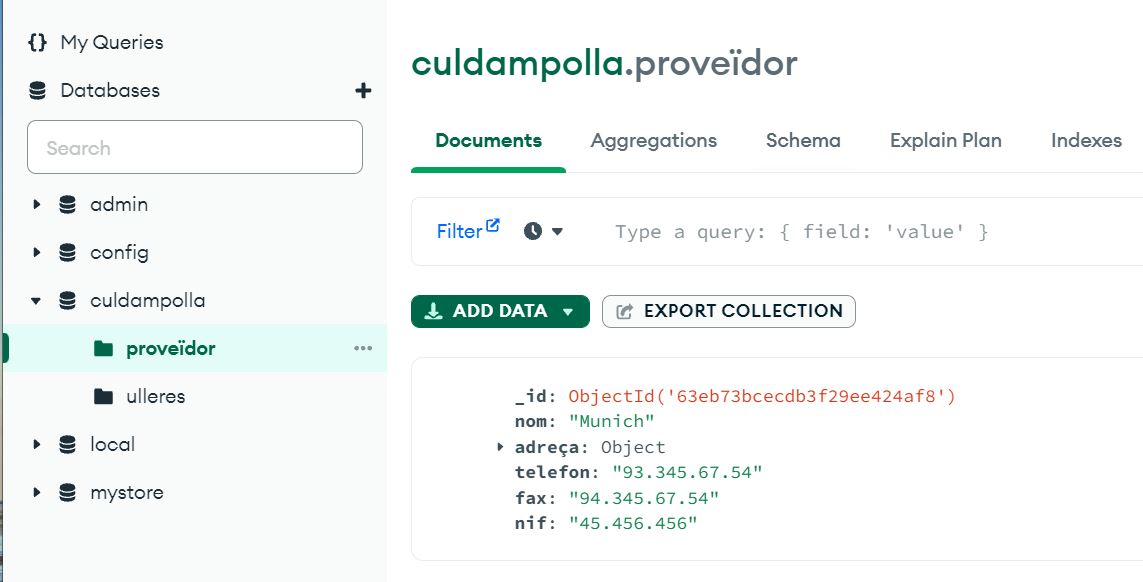 {} My Queries
Databases +
Search
admin
config
culdampolla
proveïdor •••
ulleres
local
mystore
culdampolla.proveïdor
Documents Aggregations Schema Explain Plan Indexes
Filter Type a query: { field: 'value' }
ADD DATA EXPORT COLLECTION
_id: ObjectId('63eb73bcecdb3f29ee424af8')
nom: "Munich"
adreça: Object
telefon: "93.345.67.54"
fax: "94.345.67.54"
nif: "45.456.456"